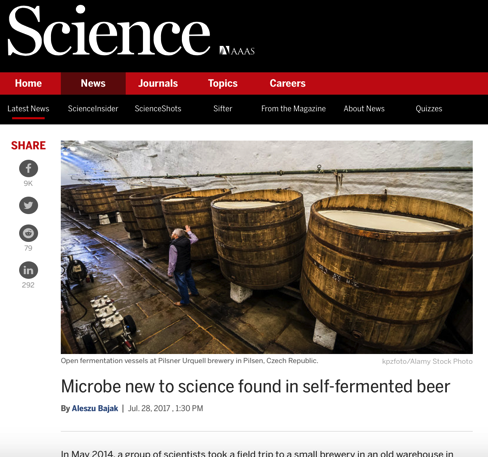 Science
AAAS
Home News Journals Topics Careers
Latest News ScienceInsider ScienceShots Sifter From the Magazine About News Quizzes
SHARE
9K
79
292
Open fermentation vessels at Pilsner Urquell brewery in Pilsen, Czech Republic.
kpzfoto/Alamy Stock Photo
Microbe new to science found in self-fermented beer
By Aleszu Bajak | Jul. 28, 2017 , 1:30 PM
In May 2014, a group of scientists took a field trip to a small brewery in an old warehouse in